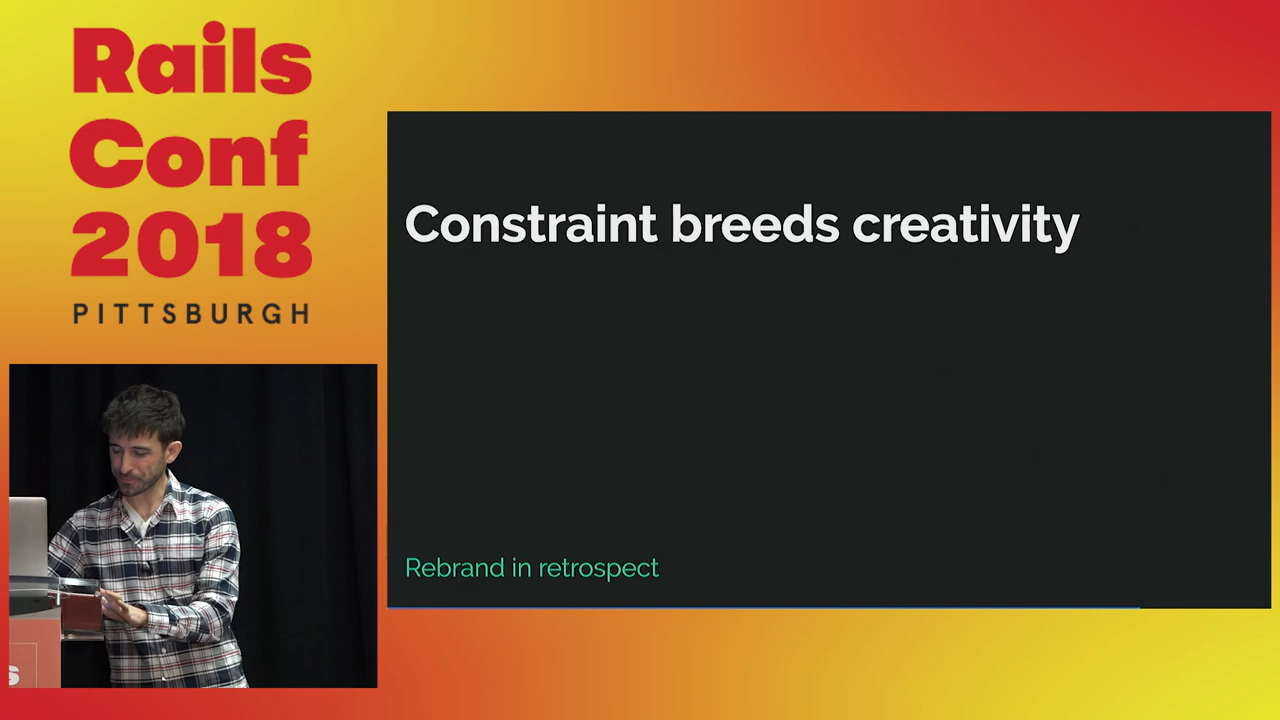 Rails
Conf
2018
PITTSBURGH
Constraint breeds creativity
Rebrand in retrospect
s